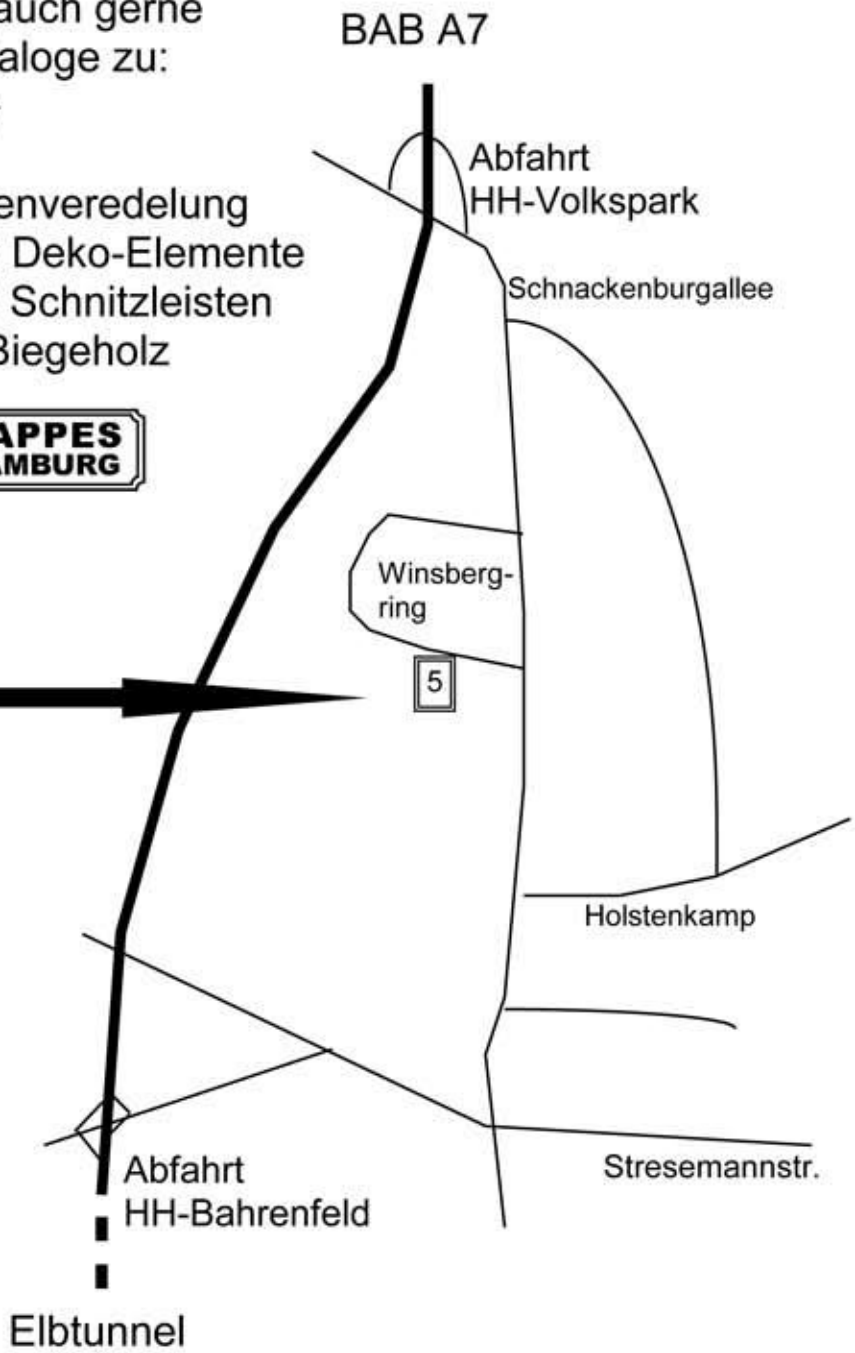 auch gerne
aloge zu:
enveredelung
Deko-Elemente
Schnitzleisten
Biegeholz
APPES
AMBURG
BAB A7
Abfahrt
HH-Volkspark
Schnackenburgallee
Winsberg-
ring
5
Holstenkamp
Stresemannstr.
Abfahrt
HH-Bahrenfeld
Elbtunnel